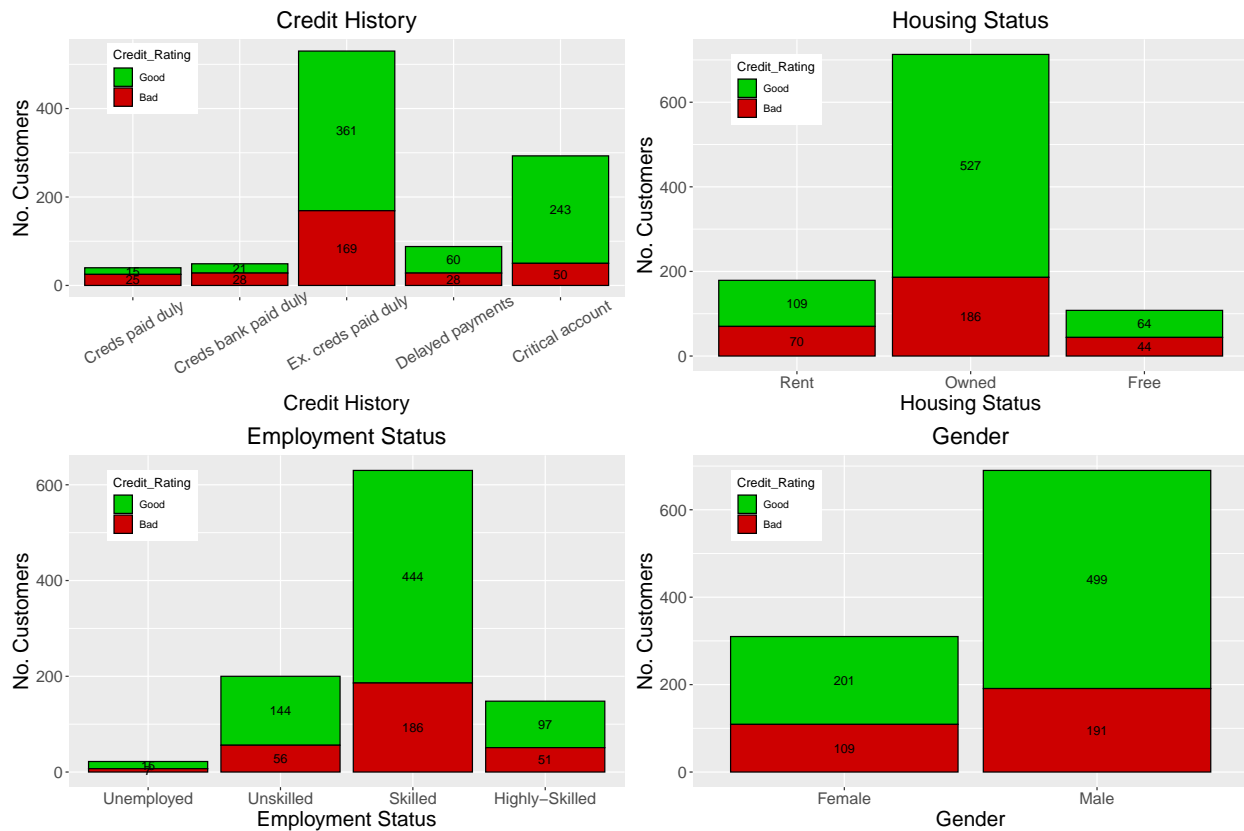 Credit History
No. Customers
Credit_Rating
Good
Bad
400
200
0
15
25
21
28
361
169
60
28
243
50
Creds paid duly
Creds bank paid duly
Ex. creds paid duly
Delayed payments
Critical account
Credit History
Housing Status
No. Customers
Credit_Rating
Good
Bad
600
400
200
0
109
70
527
186
64
44
Rent
Owned
Free
Housing Status
Employment Status
No. Customers
Credit_Rating
Good
Bad
600
400
200
0
15
7
144
56
444
186
97
51
Unemployed
Unskilled
Skilled
Highly−Skilled
Employment Status
Gender
No. Customers
Credit_Rating
Good
Bad
600
400
200
0
201
109
499
191
Female
Male
Gender